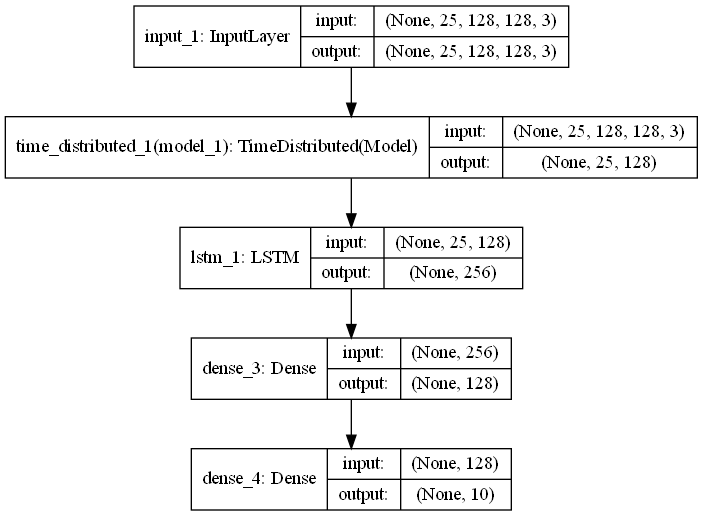 input_1: InputLayer
input: (None, 25, 128, 128, 3)
output: (None, 25, 128, 128, 3)
time_distributed_1(model_1): TimeDistributed(Model)
input: (None, 25, 128, 128, 3)
output: (None, 25, 128)
lstm_1: LSTM
input: (None, 25, 128)
output: (None, 256)
dense_3: Dense
input: (None, 256)
output: (None, 128)
dense_4: Dense
input: (None, 128)
output: (None, 10)